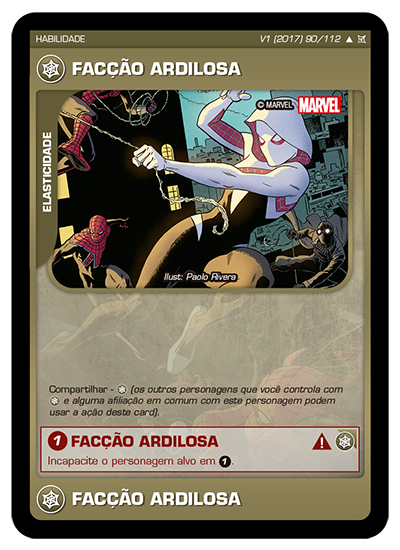 HABILIDADE
V1 (2017) 90/112
FACÇÃO ARDILOSA
© MARVEL MARVEL
ELASTICIDADE
Ilust: Paolo Rivera
Compartilhar - (os outros personagens que você controla com
e alguma afiliação em comum com este personagem podem
usar a ação deste card).
1 FACÇÃO ARDILOSA
Incapacite o personagem alvo em 1.
FACÇÃO ARDILOSA